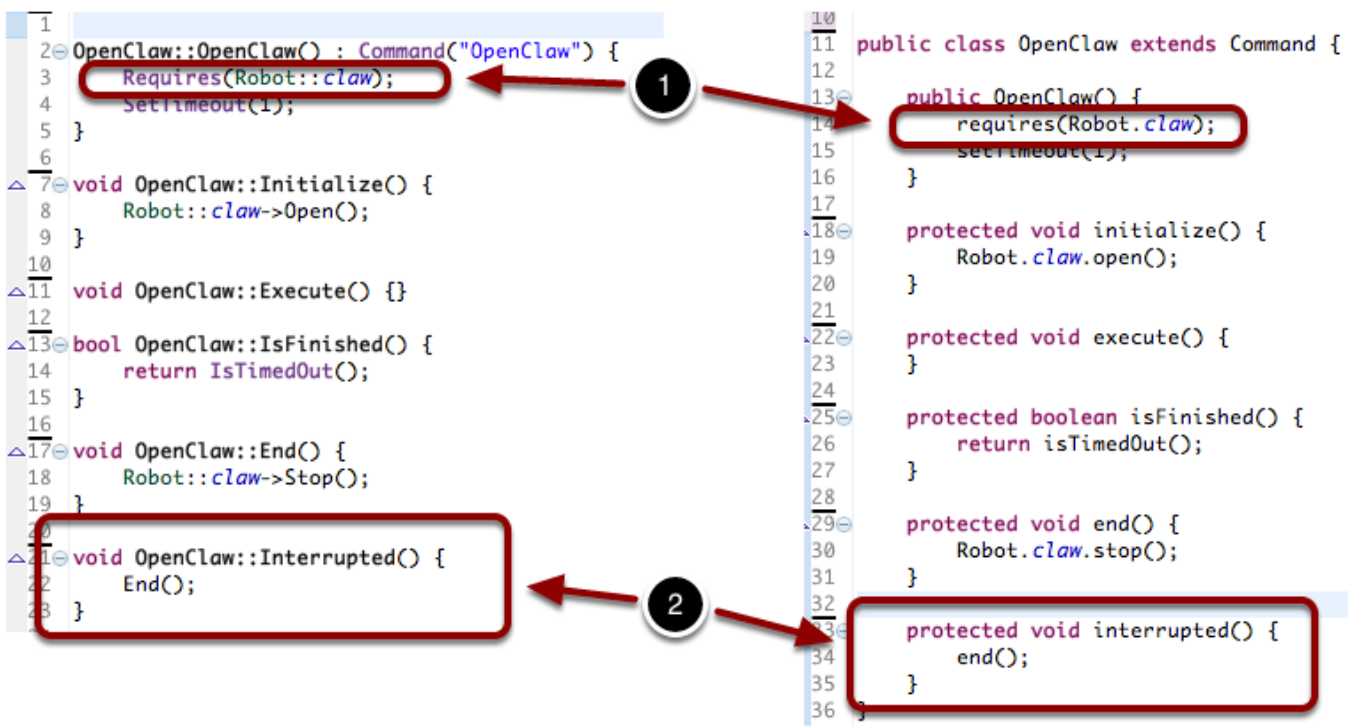 1
2 OpenClaw::OpenClaw() : Command("OpenClaw") {
3     Requires(Robot::claw);
4     SetTimeout(1);
5 }
6
7 void OpenClaw::Initialize() {
8     Robot::claw->Open();
9 }
10
11 void OpenClaw::Execute() {}
12
13 bool OpenClaw::IsFinished() {
14     return IsTimedOut();
15 }
16
17 void OpenClaw::End() {
18     Robot::claw->Stop();
19 }
20
21 void OpenClaw::Interrupted() {
22     End();
23 }
1
2
10
11 public class OpenClaw extends Command {
12
13     public OpenClaw() {
14         requires(Robot.claw);
15         setTimeout(1);
16     }
17
18     protected void initialize() {
19         Robot.claw.open();
20     }
21
22     protected void execute() {
23     }
24
25     protected boolean isFinished() {
26         return isTimedOut();
27     }
28
29     protected void end() {
30         Robot.claw.stop();
31     }
32
33     protected void interrupted() {
34         end();
35     }
36 }